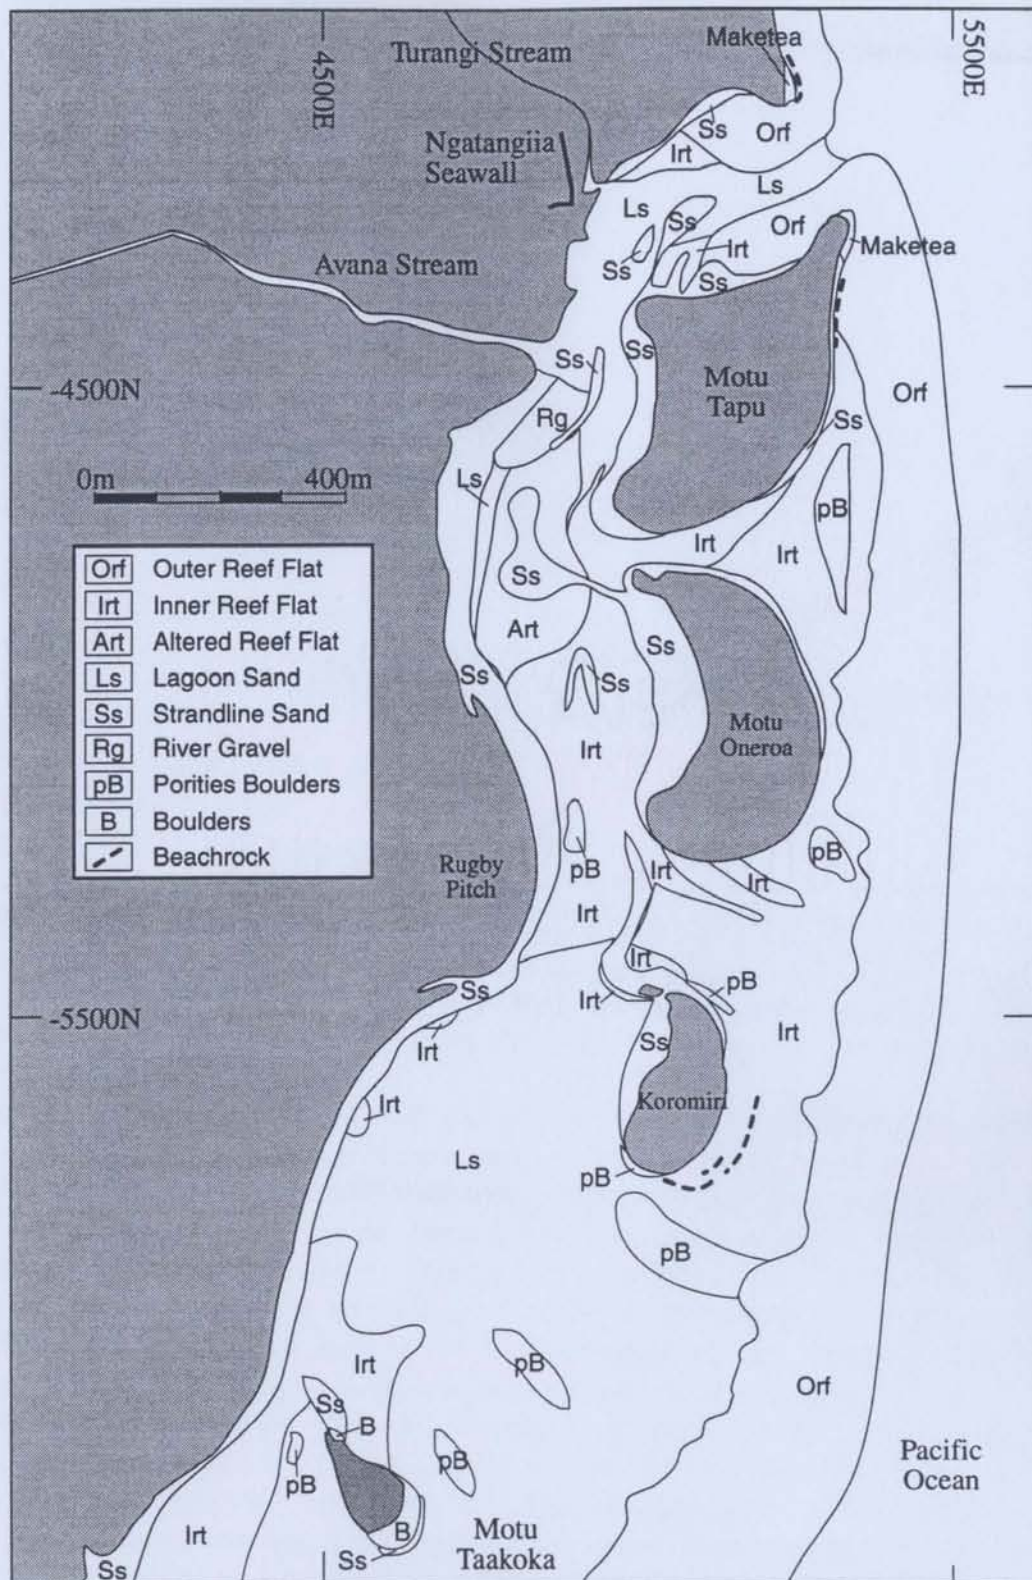 Maketea
Turangi Stream
4500E
5500E
Ngatangiia
Seawall
Ss
Orf
Irt
Ls
Ls
Ss
Orf
Irt
Maketea
Ss
Ss
Avana Stream
Ss
Ss
-4500N
Motu
Tapu
Orf
Rg
Ss
0m
400m
Ls
pB
Irt
Irt
Orf Outer Reef Flat
Irt Inner Reef Flat
Art Altered Reef Flat
Ls Lagoon Sand
Ss Strandline Sand
Rg River Gravel
pB Porities Boulders
B Boulders
Beachrock
Ss
Art
Ss
Ss
Ss
Motu
Oneroa
Irt
Rugby
Pitch
pB
Irt
Irt
pB
Irt
Irt
Irt
pB
Ss
-5500N
Irt
Ss
Irt
Irt
Koromiri
Ls
pB
pB
Irt
pB
Orf
Ss
B
pB
pB
Pacific
Ocean
Irt
B
Motu
Taakoka
Ss
Ss